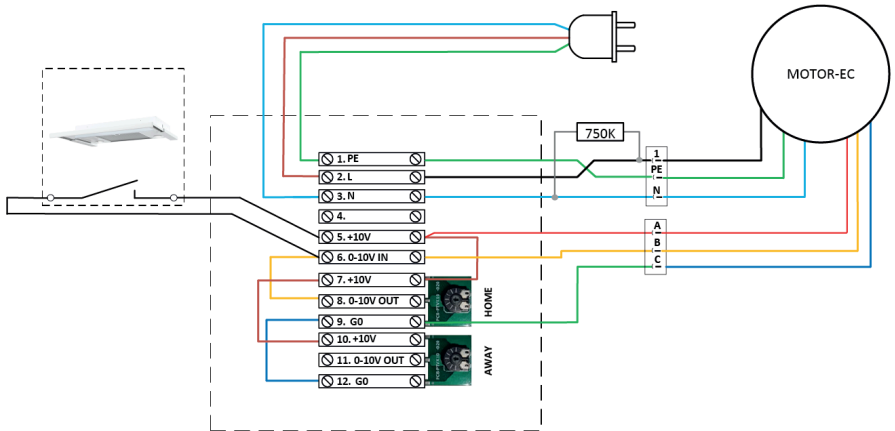 MOTOR-EC
750K
1
PE
N
1. PE
2. L
3. N
4.
5. +10V
6. 0-10V IN
7. +10V
8. 0-10V OUT
9. G0
10. +10V
11. 0-10V OUT
12. G0
A
B
C
HOME
AWAY